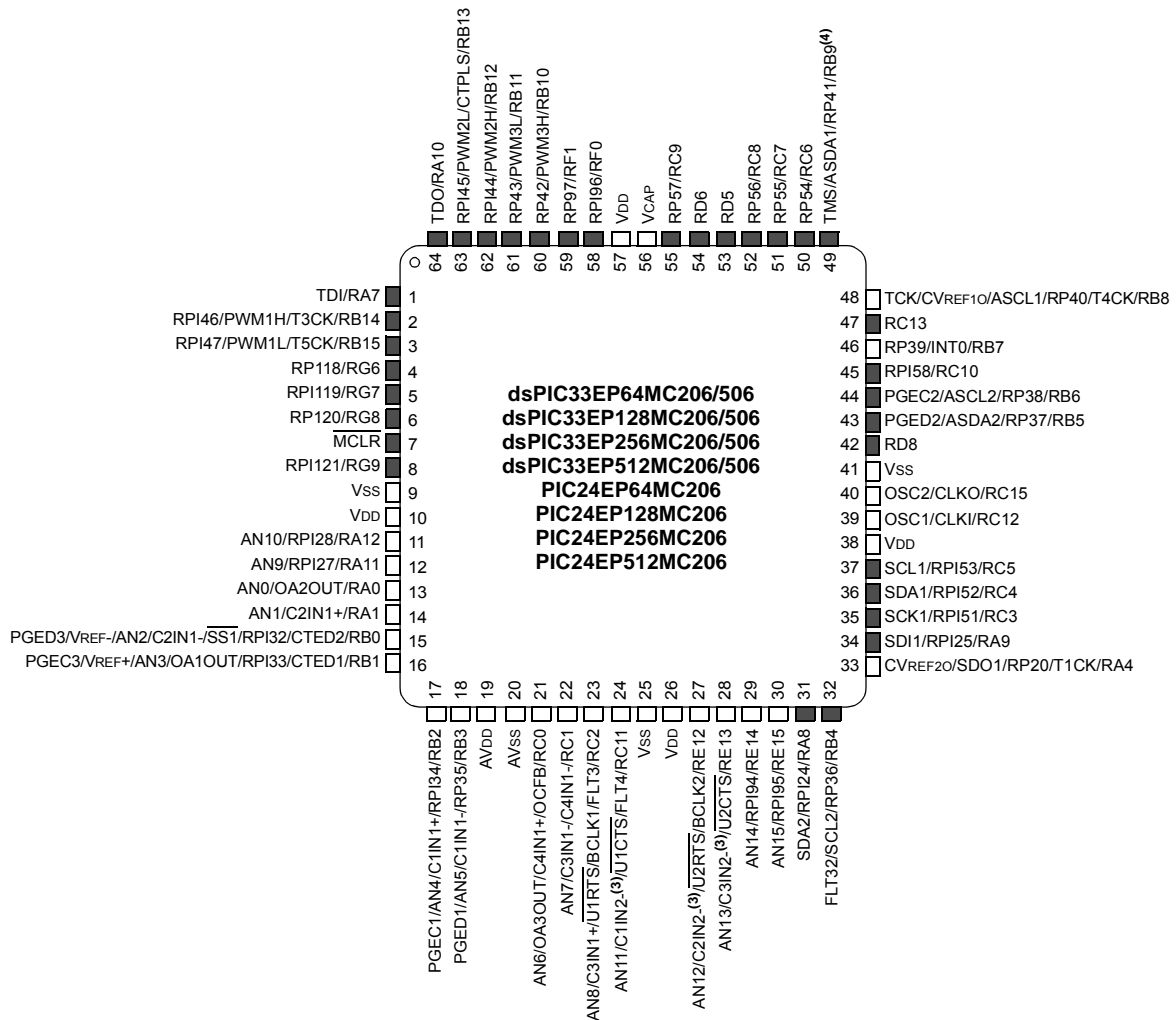 TDO/RA10
RPI45/PWM2L/CTPLS/RB13
RPI44/PWM2H/RB12
RP43/PWM3L/RB11
RP42/PWM3H/RB10
RP97/RF1
RPI96/RF0
VDD
VCAP
RP57/RC9
RD6
RD5
RP56/RC8
RP55/RC7
RP54/RC6
TMS/ASDA1/RP41/RB9(4)
64 63 62 61 60 59 58 57 56 55 54 53 52 51 50 49
TDI/RA7 1
RPI46/PWM1H/T3CK/RB14 2
RPI47/PWM1L/T5CK/RB15 3
RP118/RG6 4
RPI119/RG7 5
RP120/RG8 6
MCLR 7
RPI121/RG9 8
VSS 9
VDD 10
AN10/RPI28/RA12 11
AN9/RPI27/RA11 12
AN0/OA2OUT/RA0 13
AN1/C2IN1+/RA1 14
PGED3/VREF-/AN2/C2IN1-/SS1/RPI32/CTED2/RB0 15
PGEC3/VREF+/AN3/OA1OUT/RPI33/CTED1/RB1 16
dsPIC33EP64MC206/506
dsPIC33EP128MC206/506
dsPIC33EP256MC206/506
dsPIC33EP512MC206/506
PIC24EP64MC206
PIC24EP128MC206
PIC24EP256MC206
PIC24EP512MC206
48 TCK/CVREF1O/ASCL1/RP40/T4CK/RB8
47 RC13
46 RP39/INT0/RB7
45 RPI58/RC10
44 PGEC2/ASCL2/RP38/RB6
43 PGED2/ASDA2/RP37/RB5
42 RD8
41 VSS
40 OSC2/CLKO/RC15
39 OSC1/CLKI/RC12
38 VDD
37 SCL1/RPI53/RC5
36 SDA1/RPI52/RC4
35 SCK1/RPI51/RC3
34 SDI1/RPI25/RA9
33 CVREF2O/SDO1/RP20/T1CK/RA4
17 18 19 20 21 22 23 24 25 26 27 28 29 30 31 32
PGEC1/AN4/C1IN1+/RPI34/RB2
PGED1/AN5/C1IN1-/RP35/RB3
AVDD
AVSS
AN6/OA3OUT/C4IN1+/OCFB/RC0
AN7/C3IN1-/C4IN1-/RC1
AN8/C3IN1+/U1RTS/BCLK1/FLT3/RC2
AN11/C1IN2-(3)/U1CTS/FLT4/RC11
VSS
VDD
AN12/C2IN2-(3)/U2RTS/BCLK2/RE12
AN13/C3IN2-(3)/U2CTS/RE13
AN14/RPI94/RE14
AN15/RPI95/RE15
SDA2/RPI24/RA8
FLT32/SCL2/RP36/RB4